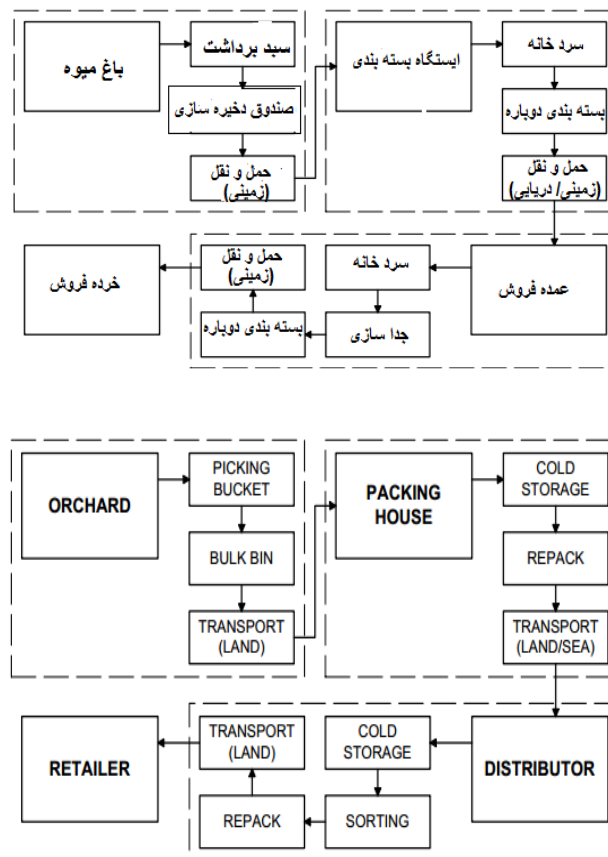 باغ میوه
سبد برداشت
صندوق ذخیره سازی
حمل و نقل
(زمینی)
ایستگاه بسته بندی
سرد خانه
بسته بندی دوباره
حمل و نقل
(زمینی/ دریایی)
عمده فروش
سرد خانه
جدا سازی
بسته بندی دوباره
حمل و نقل
(زمینی)
خرده فروش
ORCHARD
PICKING
BUCKET
BULK BIN
TRANSPORT
(LAND)
PACKING
HOUSE
COLD
STORAGE
REPACK
TRANSPORT
(LAND/SEA)
DISTRIBUTOR
COLD
STORAGE
SORTING
REPACK
TRANSPORT
(LAND)
RETAILER